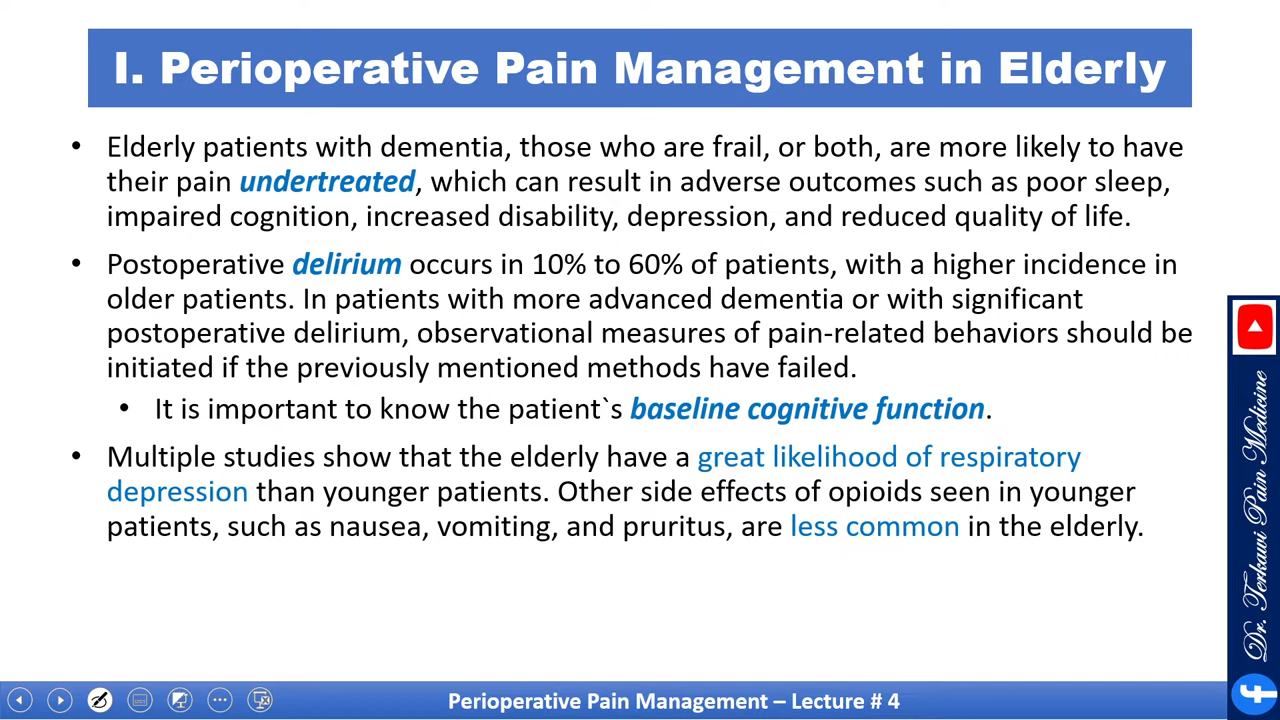 I. Perioperative Pain Management in Elderly
• Elderly patients with dementia, those who are frail, or both, are more likely to have
their pain undertreated, which can result in adverse outcomes such as poor sleep,
impaired cognition, increased disability, depression, and reduced quality of life.
• Postoperative delirium occurs in 10% to 60% of patients, with a higher incidence in
older patients. In patients with more advanced dementia or with significant
postoperative delirium, observational measures of pain-related behaviors should be
initiated if the previously mentioned methods have failed.
• It is important to know the patient`s baseline cognitive function.
• Multiple studies show that the elderly have a great likelihood of respiratory
depression than younger patients. Other side effects of opioids seen in younger
patients, such as nausea, vomiting, and pruritus, are less common in the elderly.
Dr. Terkawi Pain Medicine
Perioperative Pain Management – Lecture # 4